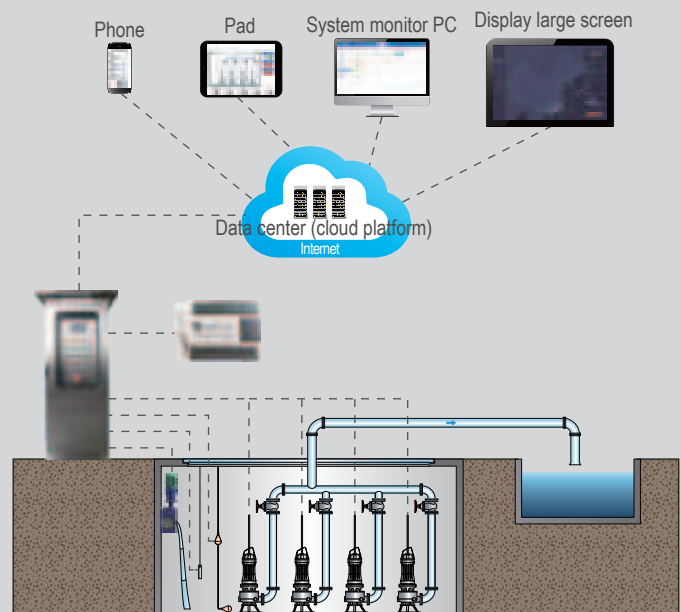 Phone
Pad
System monitor PC
Display large screen
Data center (cloud platform)
Internet